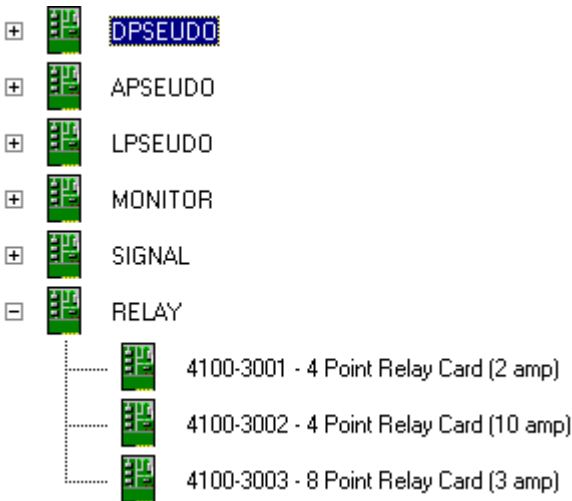 DPSEUDO
APSEUDO
LPSEUDO
MONITOR
SIGNAL
RELAY
4100-3001 - 4 Point Relay Card (2 amp)
4100-3002 - 4 Point Relay Card (10 amp)
4100-3003 - 8 Point Relay Card (3 amp)